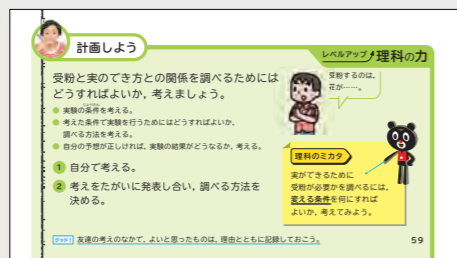 計画しよう
レベルアップ 理科の力
受粉と実のでき方との関係を調べるためには
どうすればよいか，考えましょう。
● 実験の条件を考える。
● 考えた条件で実験を行うためにはどうすればよいか，
調べる方法を考える。
● 自分の予想が正しければ，実験の結果がどうなるか，考える。
1 自分で考える。
2 考えをたがいに発表し合い，調べる方法を
決める。
受粉するのは，
花が……。
理科のミカタ
実ができるために
受粉が必要かを調べるには，
変える条件を何にすれば
よいか，考えてみよう。
グッド! 友達の考えのなかで，よいと思ったものは，理由とともに記録しておこう。
59